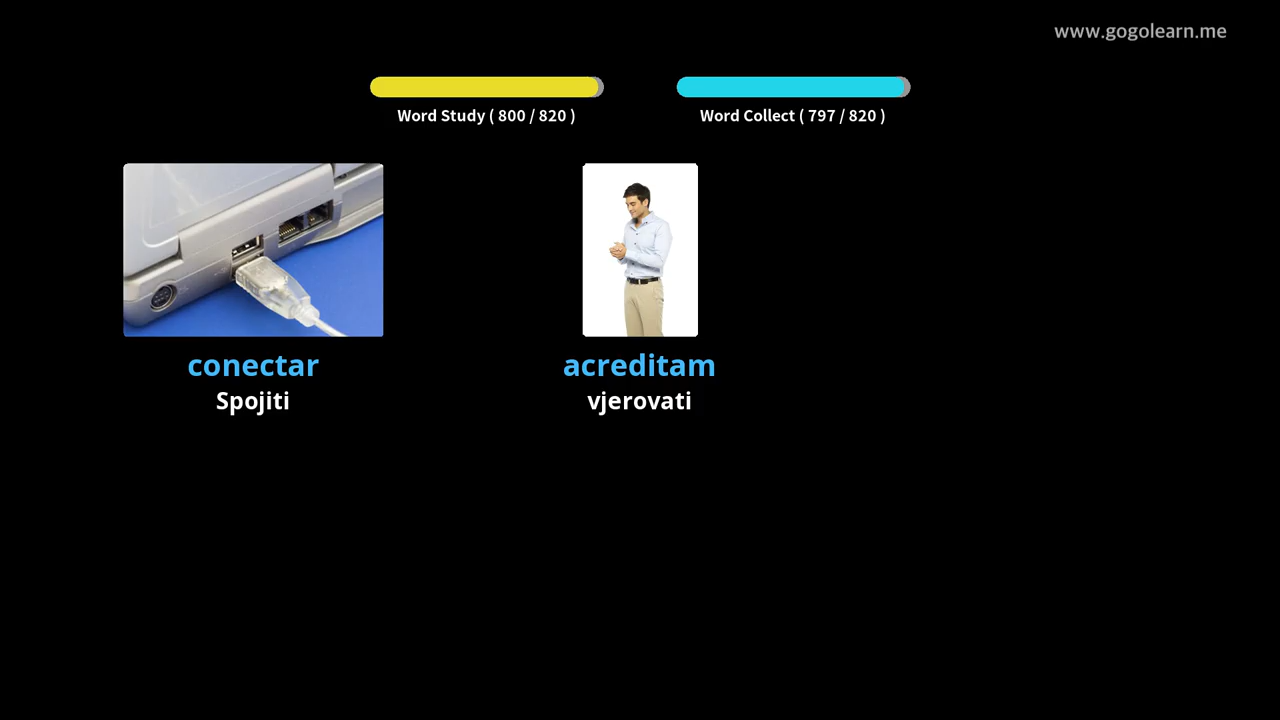 www.gogolearn.me
Word Study ( 800 / 820 )
Word Collect ( 797 / 820 )
conectar
Spojiti
acreditam
vjerovati